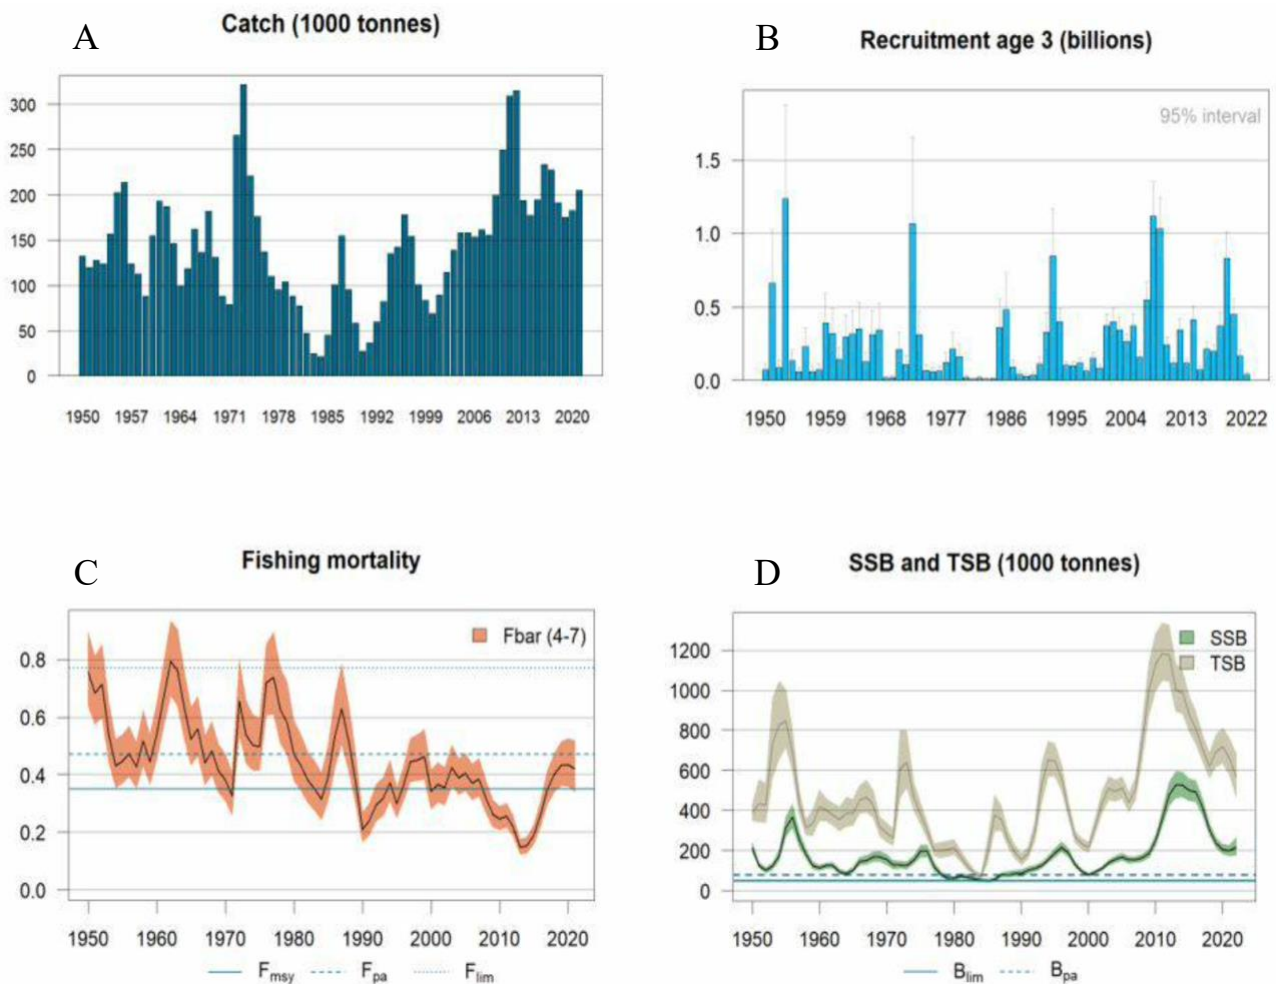 A
Catch (1000 tonnes)
300
250
200
150
100
50
0
1950 1957 1964 1971 1978 1985 1992 1999 2006 2013 2020
B
Recruitment age 3 (billions)
95% interval
1.5
1.0
0.5
0.0
1950 1959 1968 1977 1986 1995 2004 2013 2022
C
Fishing mortality
Fbar (4-7)
0.8
0.6
0.4
0.2
0.0
1950 1960 1970 1980 1990 2000 2010 2020
Fmsy Fpa Flim
D
SSB and TSB (1000 tonnes)
SSB
TSB
1200
1000
800
600
400
200
0
1950 1960 1970 1980 1990 2000 2010 2020
Blim Bpa